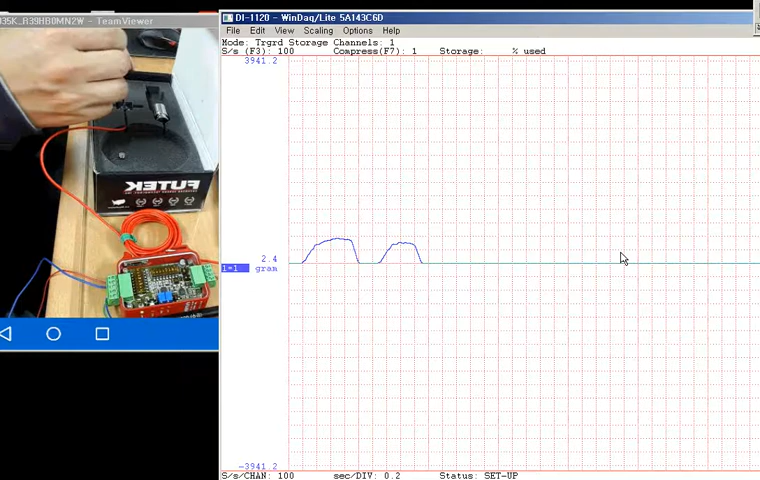 J35K_R39HB0MN2W - TeamViewer
DI-1120 - WinDaq/Lite 5A143C6D
File Edit View Scaling Options Help
Mode: Trgrd Storage Channels: 1
S/s (F3): 100 Compress(F7): 1 Storage: % used
3941.2
2.4
1=1 gram
-3941.2
S/s/CHAN: 100 sec/DIV: 0.2 Status: SET-UP
FUTEK